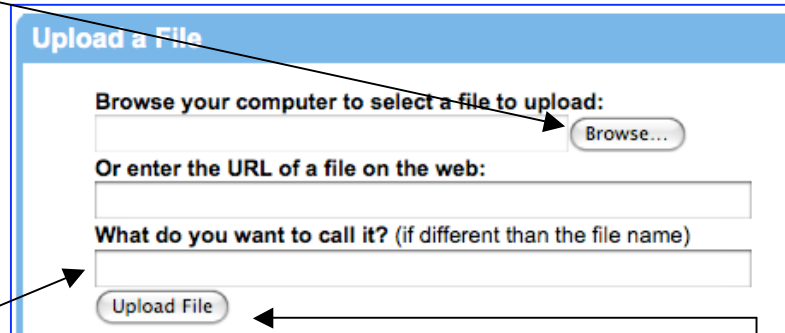 Upload a File
Browse your computer to select a file to upload:
Browse...
Or enter the URL of a file on the web:
What do you want to call it? (if different than the file name)
Upload File